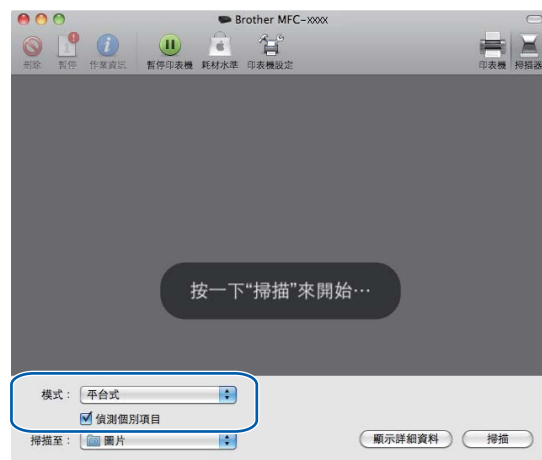 Brother MFC-xxxx
刪除 暫停 作業資訊 暫停印表機 耗材水準 印表機設定 印表機 掃描器
按一下“掃描”來開始…
模式： 平台式
偵測個別項目
掃描至： 圖片 顯示詳細資料 掃描